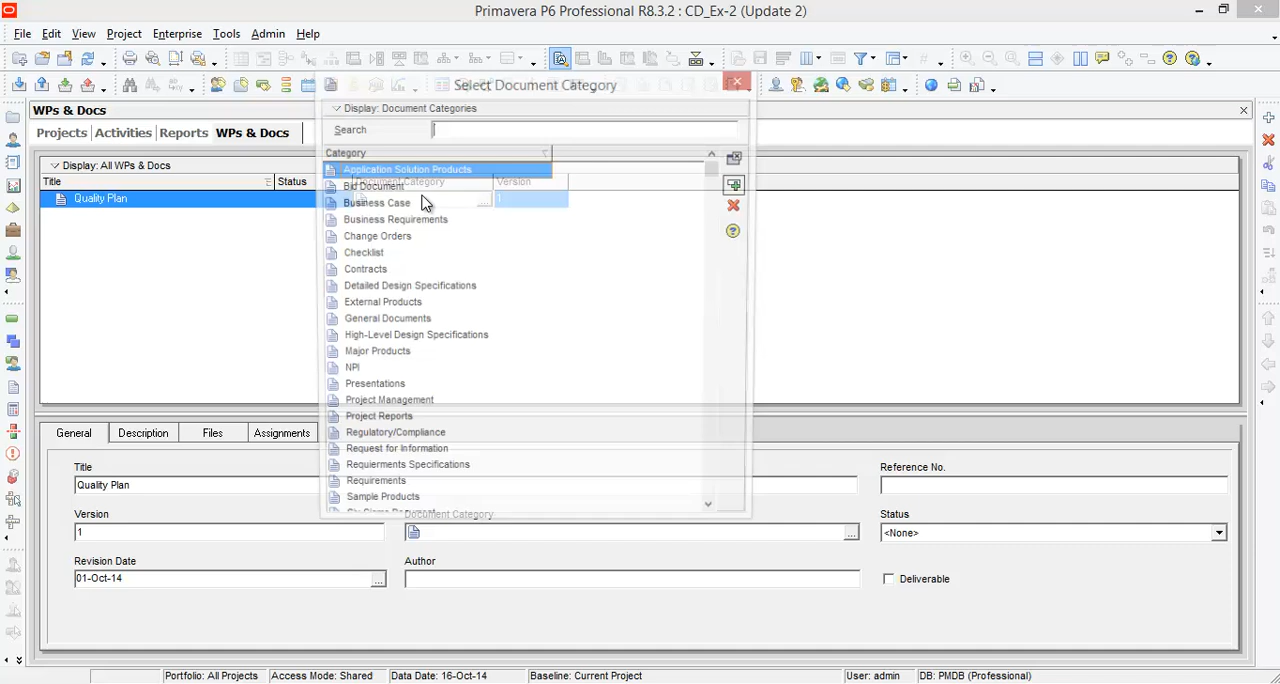 Primavera P6 Professional R8.3.2 : CD_Ex-2 (Update 2)
File Edit View Project Enterprise Tools Admin Help
Select Document Category
WPs & Docs
Display: Document Categories
Projects Activities Reports WPs & Docs
Search
Category
Display: All WPs & Docs
Title Status Document Category Version
Quality Plan 1
Application Solution Products
Bid Document
Business Case
Business Requirements
Change Orders
Checklist
Contracts
Detailed Design Specifications
External Products
General Documents
High-Level Design Specifications
Major Products
NPI
Presentations
Project Management
Project Reports
Regulatory/Compliance
Request for Information
Requierments Specifications
Requirements
Sample Products
General Description Files Assignments
Title Reference No.
Quality Plan
Version Document Category Status
1 ... <None>
Revision Date Author
01-Oct-14 ... Deliverable
Portfolio: All Projects Access Mode: Shared Data Date: 16-Oct-14 Baseline: Current Project User: admin DB: PMDB (Professional)